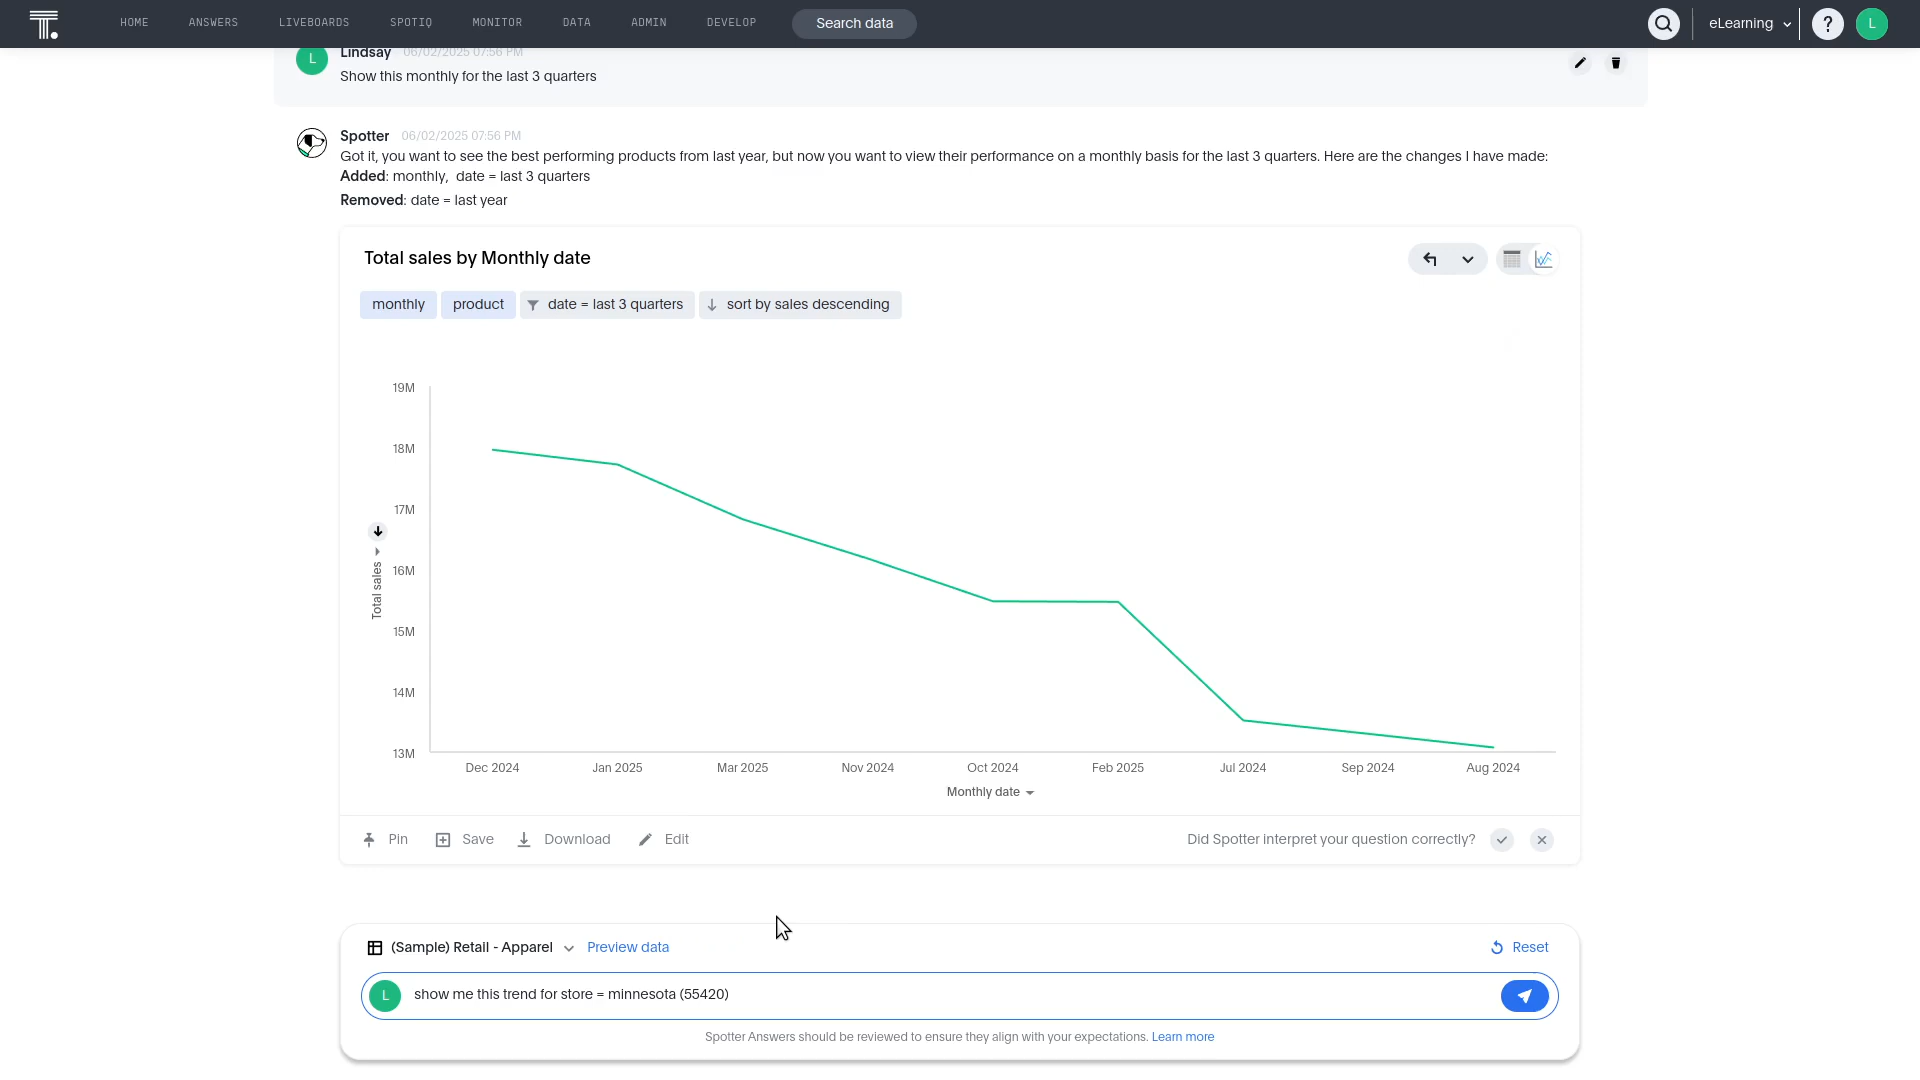 HOME ANSWERS LIVEBOARDS SPOTIQ MONITOR DATA ADMIN DEVELOP Search data eLearning ? L
L Lindsay 06/02/2025 07:56 PM
Show this monthly for the last 3 quarters
Spotter 06/02/2025 07:56 PM
Got it, you want to see the best performing products from last year, but now you want to view their performance on a monthly basis for the last 3 quarters. Here are the changes I have made:
Added: monthly, date = last 3 quarters
Removed: date = last year
Total sales by Monthly date
monthly product date = last 3 quarters sort by sales descending
19M
18M
17M
16M
15M
14M
13M
Total sales
Dec 2024 Jan 2025 Mar 2025 Nov 2024 Oct 2024 Feb 2025 Jul 2024 Sep 2024 Aug 2024
Monthly date
Pin Save Download Edit Did Spotter interpret your question correctly?
(Sample) Retail - Apparel Preview data Reset
L show me this trend for store = minnesota (55420)
Spotter Answers should be reviewed to ensure they align with your expectations. Learn more